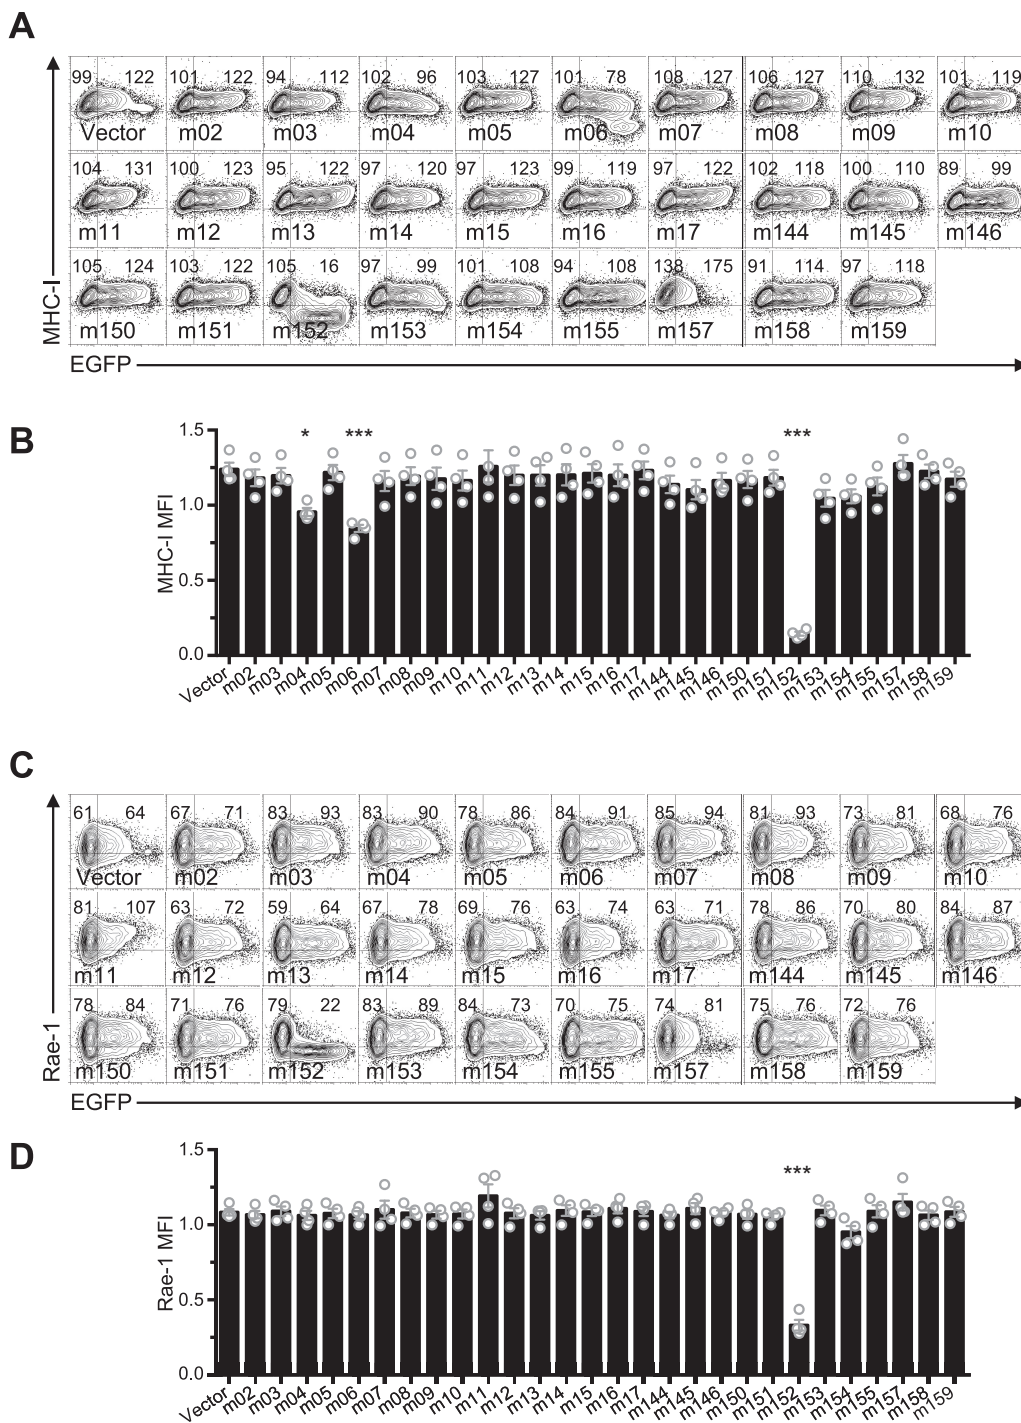 A
99 122 101 122 94 112 102 96 103 127 101 78 108 127 106 127 110 132 101 119
Vector m02 m03 m04 m05 m06 m07 m08 m09 m10
104 131 100 123 95 122 97 120 97 123 99 119 97 122 102 118 100 110 89 99
m11 m12 m13 m14 m15 m16 m17 m144 m145 m146
105 124 103 122 105 16 97 99 101 108 94 108 138 175 91 114 97 118
m150 m151 m152 m153 m154 m155 m157 m158 m159
MHC-I
EGFP
B
* *** ***
1.5
1.0
0.5
0.0
MHC-I MFI
Vector m02 m03 m04 m05 m06 m07 m08 m09 m10 m11 m12 m13 m14 m15 m16 m17 m144 m145 m146 m150 m151 m152 m153 m154 m155 m157 m158 m159
C
61 64 67 71 83 93 83 90 78 86 84 91 85 94 81 93 73 81 68 76
Vector m02 m03 m04 m05 m06 m07 m08 m09 m10
81 107 63 72 59 64 67 78 69 76 63 74 63 71 78 86 70 80 84 87
m11 m12 m13 m14 m15 m16 m17 m144 m145 m146
78 84 71 76 79 22 83 89 84 73 70 75 74 81 75 76 72 76
m150 m151 m152 m153 m154 m155 m157 m158 m159
Rae-1
EGFP
D
***
1.5
1.0
0.5
0.0
Rae-1 MFI
Vector m02 m03 m04 m05 m06 m07 m08 m09 m10 m11 m12 m13 m14 m15 m16 m17 m144 m145 m146 m150 m151 m152 m153 m154 m155 m157 m158 m159